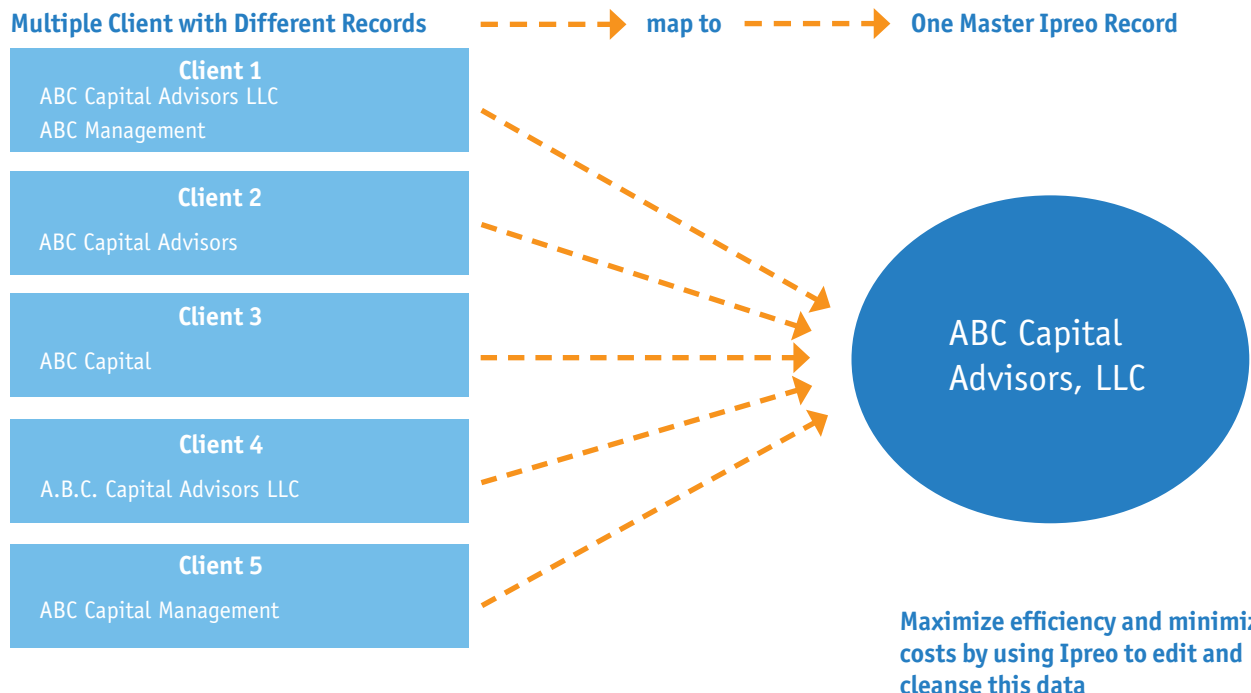 Multiple Client with Different Records map to One Master Ipreo Record
Client 1
ABC Capital Advisors LLC
ABC Management
Client 2
ABC Capital Advisors
Client 3
ABC Capital
Client 4
A.B.C. Capital Advisors LLC
Client 5
ABC Capital Management
ABC Capital
Advisors, LLC
Maximize efficiency and minimiz
costs by using Ipreo to edit and
cleanse this data